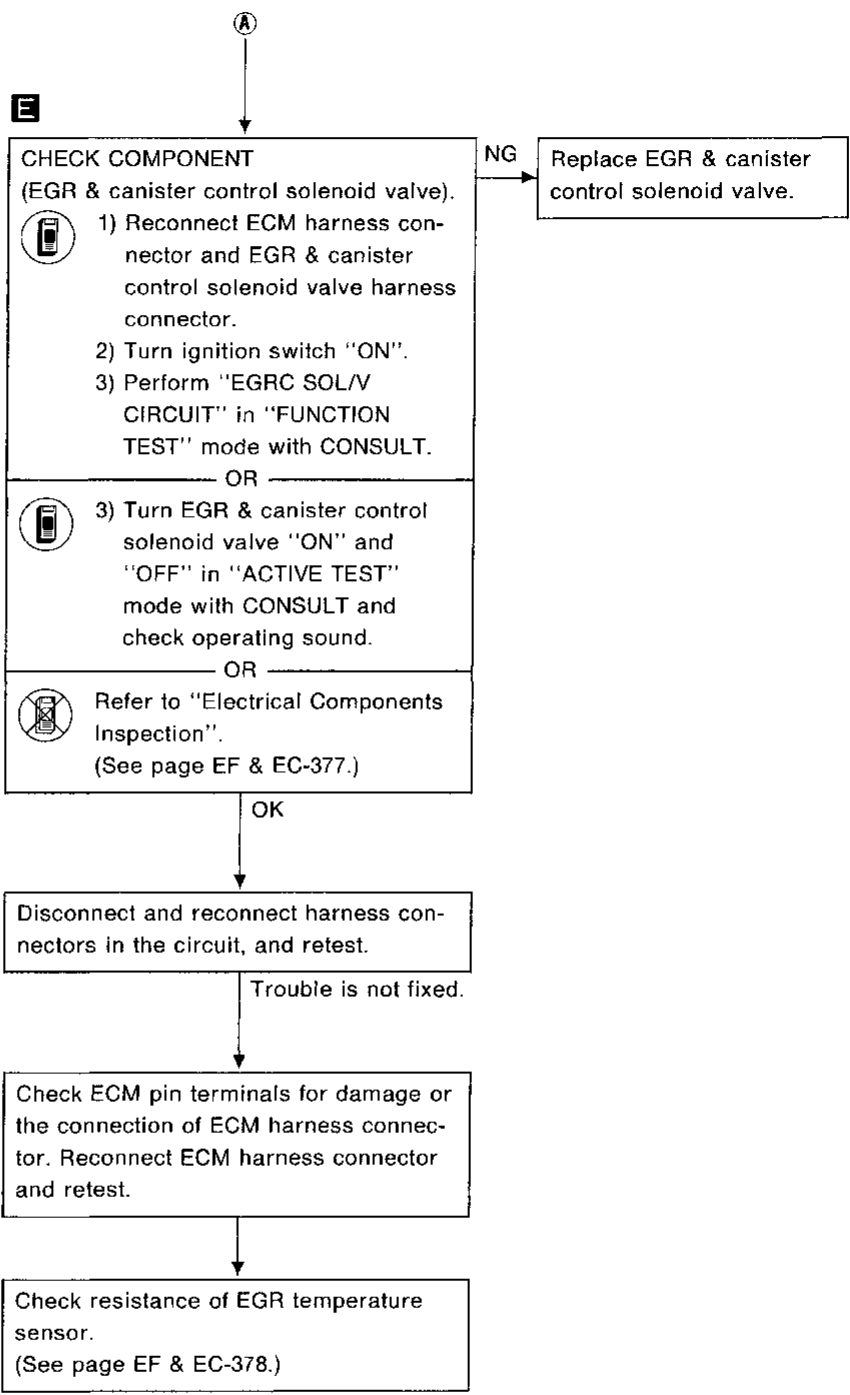 A
E
CHECK COMPONENT
(EGR & canister control solenoid valve).
1) Reconnect ECM harness con-
nector and EGR & canister
control solenoid valve harness
connector.
2) Turn ignition switch "ON".
3) Perform "EGRC SOL/V
CIRCUIT" in "FUNCTION
TEST" mode with CONSULT.
OR
3) Turn EGR & canister control
solenoid valve "ON" and
"OFF" in "ACTIVE TEST"
mode with CONSULT and
check operating sound.
OR
Refer to "Electrical Components
Inspection".
(See page EF & EC-377.)
NG
Replace EGR & canister
control solenoid valve.
OK
Disconnect and reconnect harness con-
nectors in the circuit, and retest.
Trouble is not fixed.
Check ECM pin terminals for damage or
the connection of ECM harness connec-
tor. Reconnect ECM harness connector
and retest.
Check resistance of EGR temperature
sensor.
(See page EF & EC-378.)